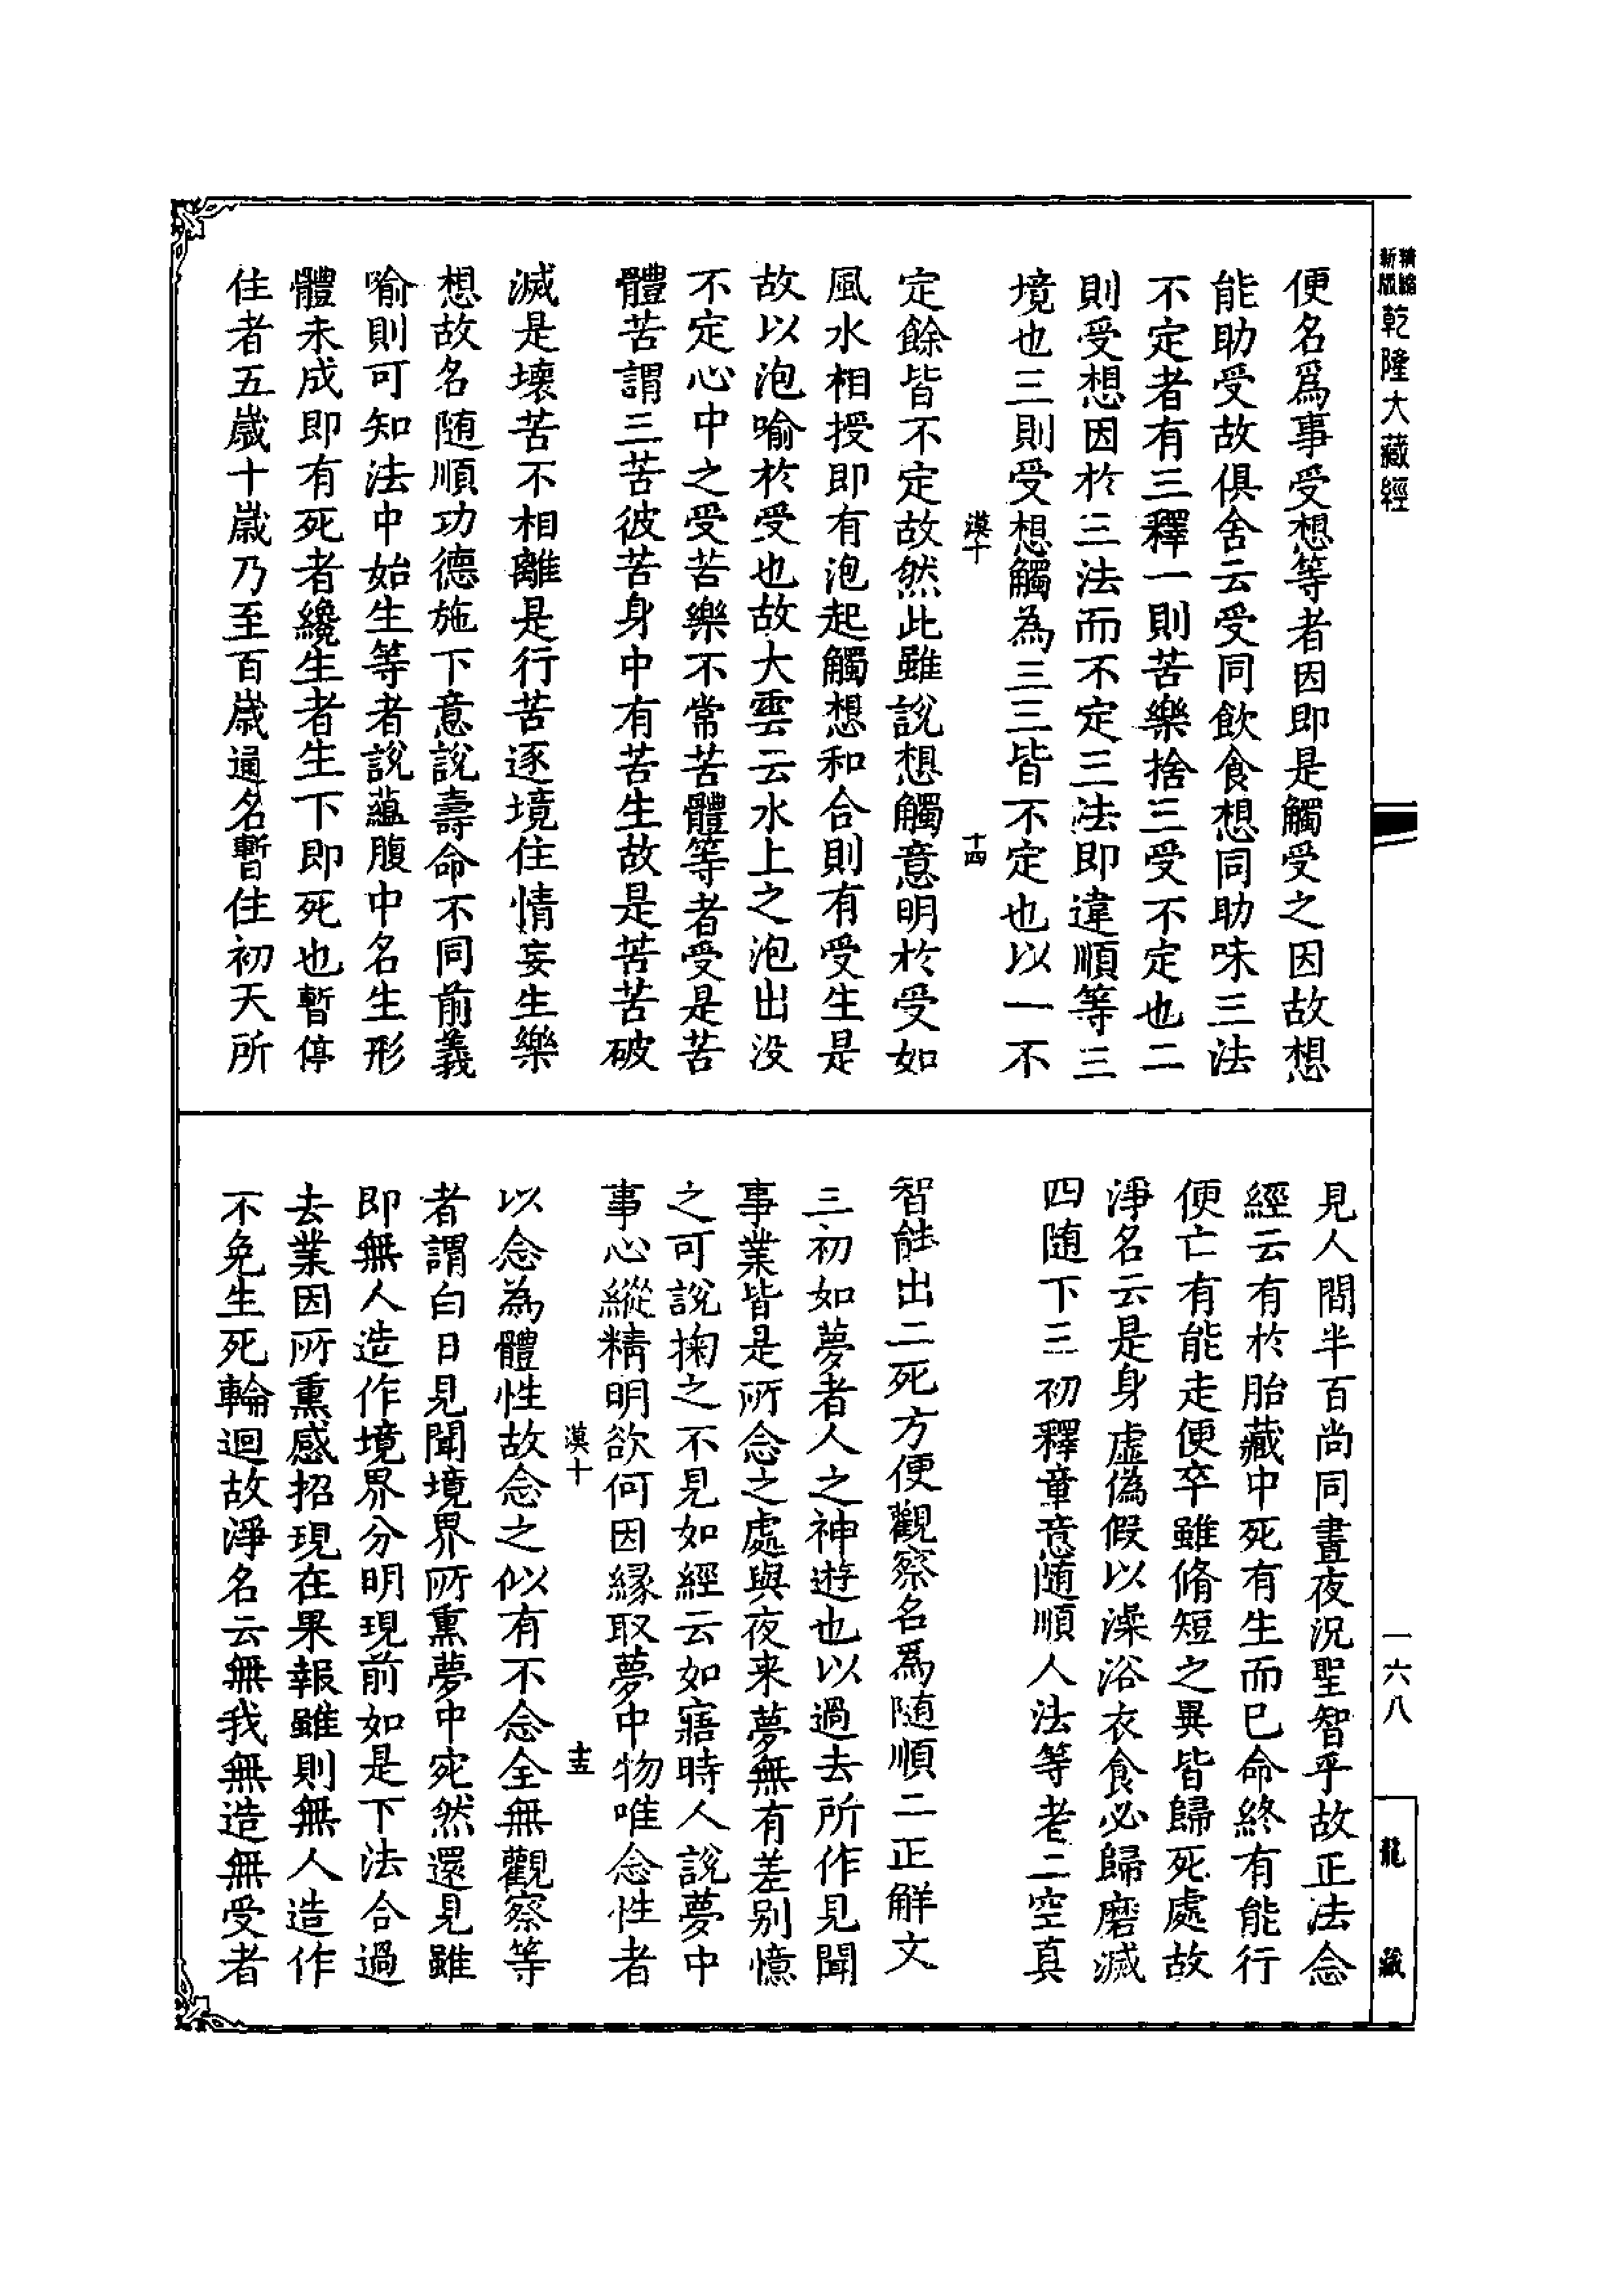 新版
精縮
乾隆大藏經
一六八
龍藏
便名爲事受想等者因即是觸受之因故想
能助受故俱舍云受同飲食想同助味三法
不定者有三釋一則苦樂捨三受不定也二
則受想因於三法而不定三法即違順等三
境也三則受想觸為三三皆不定也以一不
漠十
十四
定餘皆不定故然此雖說想觸意明於受如
風水相授即有泡起觸想和合則有受生是
故以泡喻於受也故大雲云水上之泡出没
不定心中之受苦樂不常苦體等者受是苦
體苦謂三苦彼苦身中有苦生故是苦苦破
滅是壞苦不相離是行苦逐境住情妄生樂
想故名随順功德施下意說壽命不同前義
喻則可知法中始生等者說蘊腹中名生形
體未成即有死者纔生者生下即死也暫停
住者五歲十歲乃至百歲通名暫住初天所
見人間半百尚同晝夜況聖智乎故正法念
經云有於胎藏中死有生而已命終有能行
便亡有能走便卒雖脩短之異皆歸死處故
淨名云是身虛偽假以澡浴衣食必歸磨滅
四随下三初釋章意随順人法等者二空真
智能出二死方便觀察名爲随順二正解文
三初如夢者人之神遊也以過去所作見聞
事業皆是所念之處與夜来夢無有差别憶
之可說掬之不見如經云如寤時人說夢中
事心縱精明欲何因緣取夢中物唯念性者
漠十
十五
以念為體性故念之似有不念全無觀察等
者謂白日見聞境界所熏夢中宛然還見雖
即無人造作境界分明現前如是下法合過
去業因所熏感招現在果報雖則無人造作
不免生死輪迴故淨名云無我無造無受者